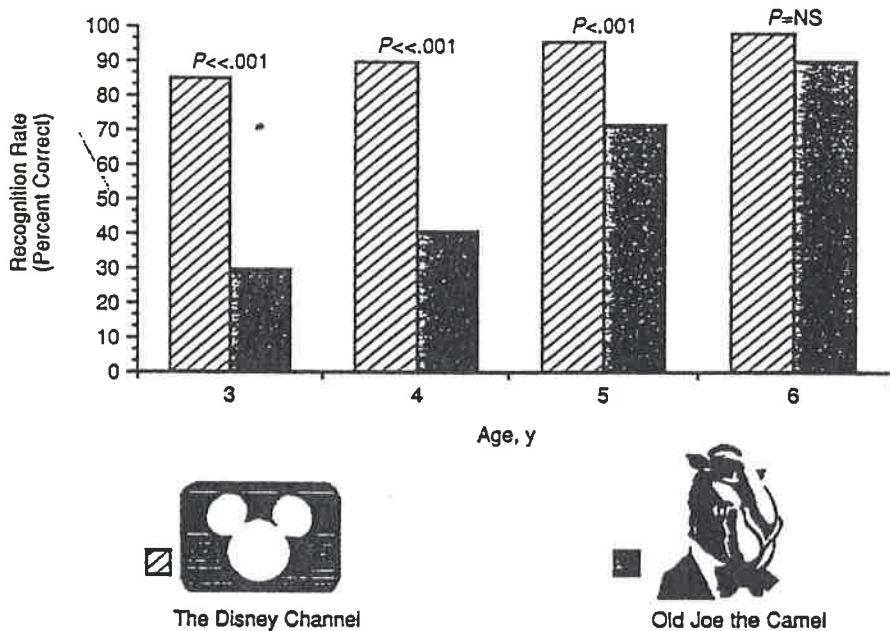 100
90
80
70
60
50
40
30
20
10
0
Recognition Rate
(Percent Correct)
P<<.001
P<<.001
P<.001
P=NS
3 4 5 6
Age, y
The Disney Channel
Old Joe the Camel